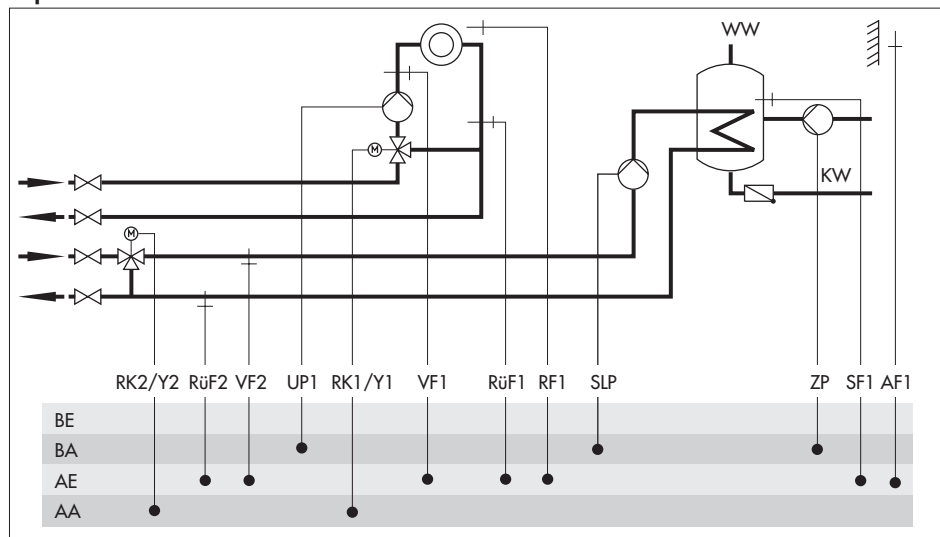 WW
M
KW
M
RK2/Y2 RüF2 VF2 UP1 RK1/Y1 VF1 RüF1 RF1 SLP ZP SF1 AF1
BE
BA
AE
AA